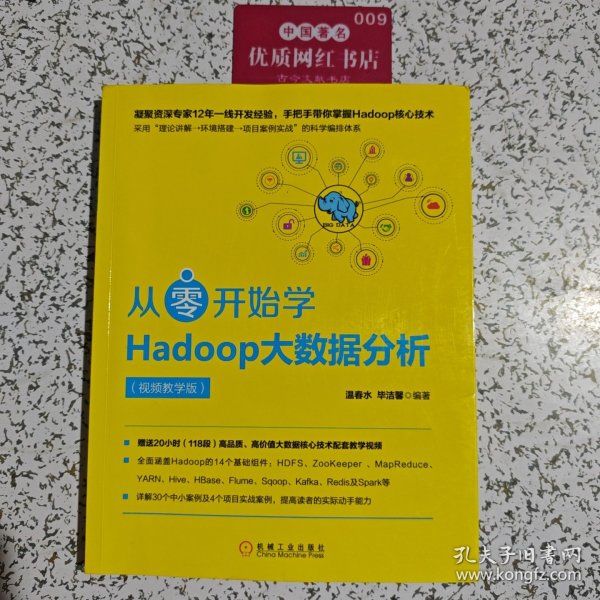 009
中国著名
优质网红书店
古今文献书店
凝聚资深专家12年一线开发经验，手把手带你掌握Hadoop核心技术
采用“理论讲解→环境搭建→项目案例实战”的科学编排体系
BIG DATA
从零开始学
Hadoop大数据分析
（视频教学版）
温春水 毕洁馨◎编著
赠送20小时（118段）高品质、高价值大数据核心技术配套教学视频
全面涵盖Hadoop的14个基础组件：HDFS、ZooKeeper、MapReduce、
YARN、Hive、HBase、Flume、Sqoop、Kafka、Redis及Spark等
详解30个中小案例及4个项目实战案例，提高读者的实际动手能力
机械工业出版社
China Machine Press
孔夫子旧书网
www.kongfz.com